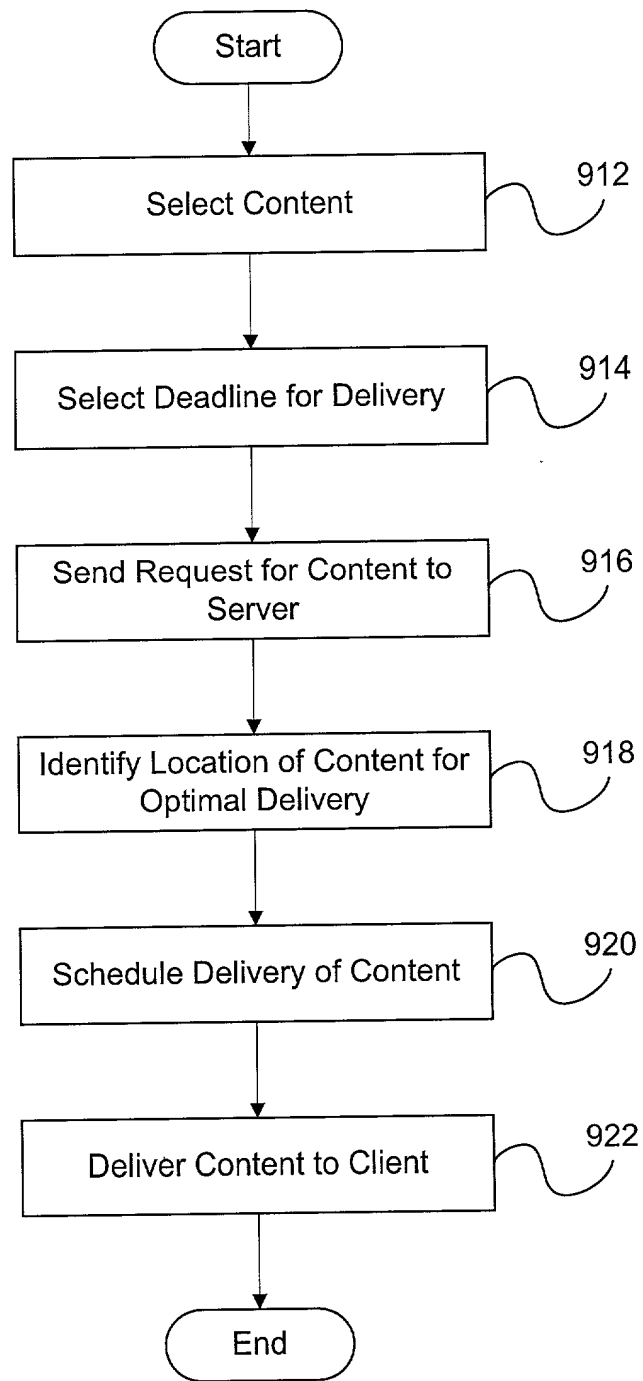 Start
Select Content
912
Select Deadline for Delivery
914
Send Request for Content to
Server
916
Identify Location of Content for
Optimal Delivery
918
Schedule Delivery of Content
920
Deliver Content to Client
922
End